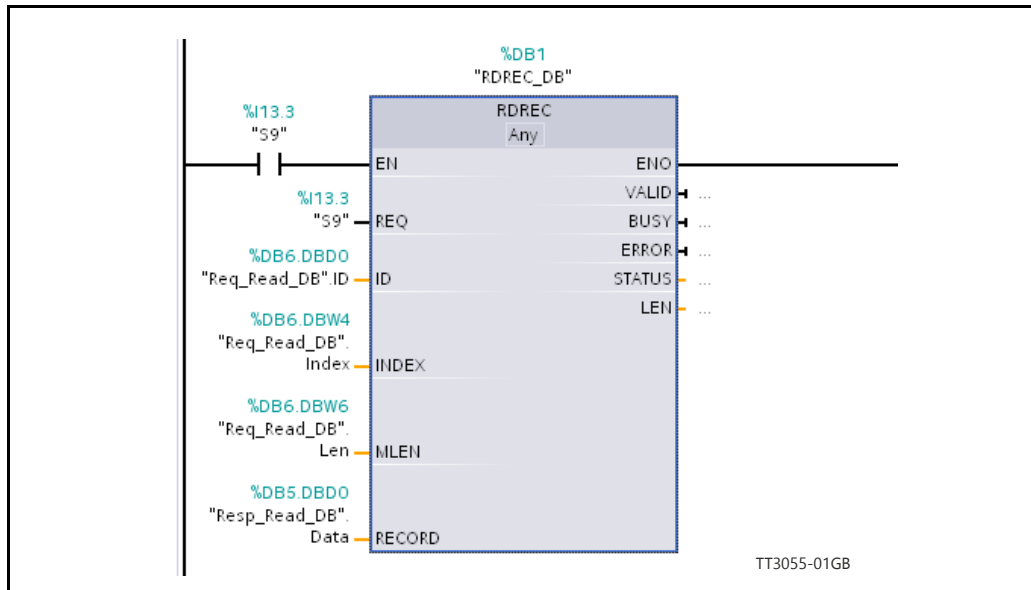 %DB1
"RDREC_DB"
%I13.3
"S9"
RDREC
Any
EN
ENO
%I13.3
"S9"
REQ
VALID ...
BUSY ...
%DB6.DBD0
"Req_Read_DB".ID
ID
ERROR ...
STATUS ...
LEN ...
%DB6.DBW4
"Req_Read_DB".
Index
INDEX
%DB6.DBW6
"Req_Read_DB".
Len
MLEN
%DB5.DBD0
"Resp_Read_DB".
Data
RECORD
TT3055-01GB